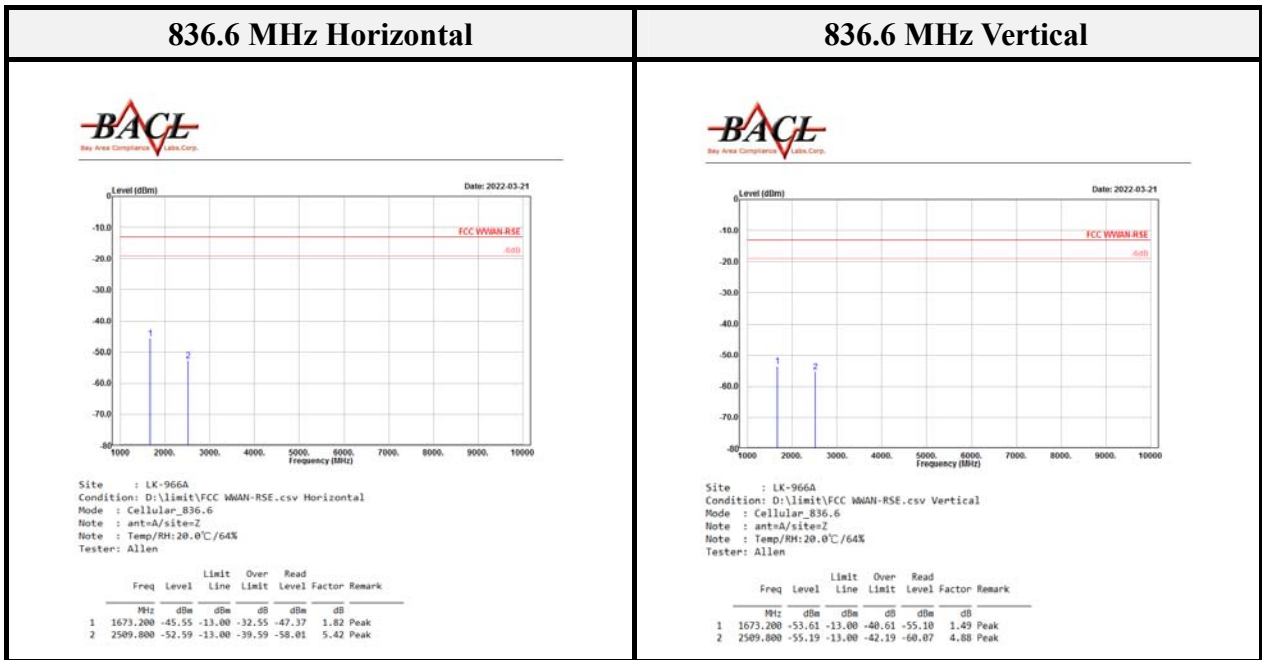 836.6 MHz Horizontal
836.6 MHz Vertical
BACL
Bay Area Compliance Labs.Corp.
Level (dBm)
Date: 2022-03-21
0
-10.0
FCC WWAN-RSE
-6dB
-20.0
-30.0
-40.0
1
-50.0
2
-60.0
-70.0
-80
1000 2000. 3000. 4000. 5000. 6000. 7000. 8000. 9000. 10000
Frequency (MHz)
Site : LK-966A
Condition: D:\limit\FCC WWAN-RSE.csv Horizontal
Mode : Cellular_836.6
Note : ant=A/site=Z
Note : Temp/RH:20.0℃/64%
Tester: Allen
Limit Over Read
Freq Level Line Limit Level Factor Remark
MHz dBm dBm dB dBm dB
1 1673.200 -45.55 -13.00 -32.55 -47.37 1.82 Peak
2 2509.800 -52.59 -13.00 -39.59 -58.01 5.42 Peak
BACL
Bay Area Compliance Labs.Corp.
Level (dBm)
Date: 2022-03-21
0
-10.0
FCC WWAN-RSE
-6dB
-20.0
-30.0
-40.0
-50.0
1
2
-60.0
-70.0
-80
1000 2000. 3000. 4000. 5000. 6000. 7000. 8000. 9000. 10000
Frequency (MHz)
Site : LK-966A
Condition: D:\limit\FCC WWAN-RSE.csv Vertical
Mode : Cellular_836.6
Note : ant=A/site=Z
Note : Temp/RH:20.0℃/64%
Tester: Allen
Limit Over Read
Freq Level Line Limit Level Factor Remark
MHz dBm dBm dB dBm dB
1 1673.200 -53.61 -13.00 -40.61 -55.10 1.49 Peak
2 2509.800 -55.19 -13.00 -42.19 -60.07 4.88 Peak